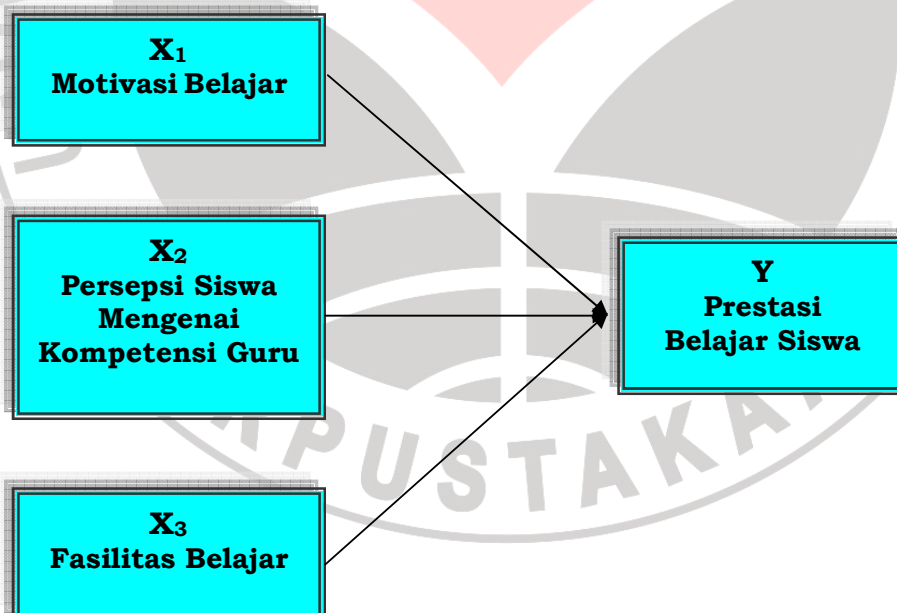 X₁
Motivasi Belajar
X₂
Persepsi Siswa
Mengenai
Kompetensi Guru
Y
Prestasi
Belajar Siswa
X₃
Fasilitas Belajar
PUSTAKA